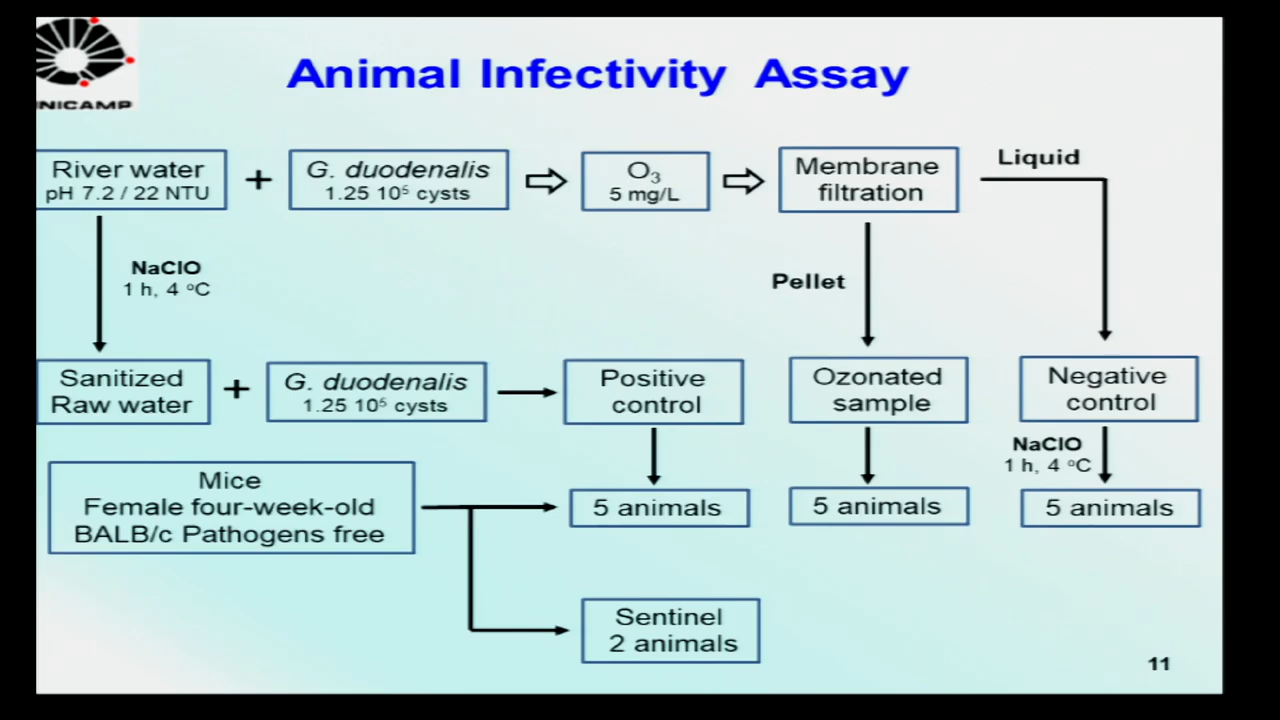 NICAMP
Animal Infectivity Assay
River water
pH 7.2 / 22 NTU
+
G. duodenalis
1.25 10⁵ cysts
O₃
5 mg/L
Membrane
filtration
Liquid
NaClO
1 h, 4 ºC
Pellet
Sanitized
Raw water
+
G. duodenalis
1.25 10⁵ cysts
Positive
control
Ozonated
sample
Negative
control
NaClO
1 h, 4 ºC
Mice
Female four-week-old
BALB/c Pathogens free
5 animals
5 animals
5 animals
Sentinel
2 animals
11